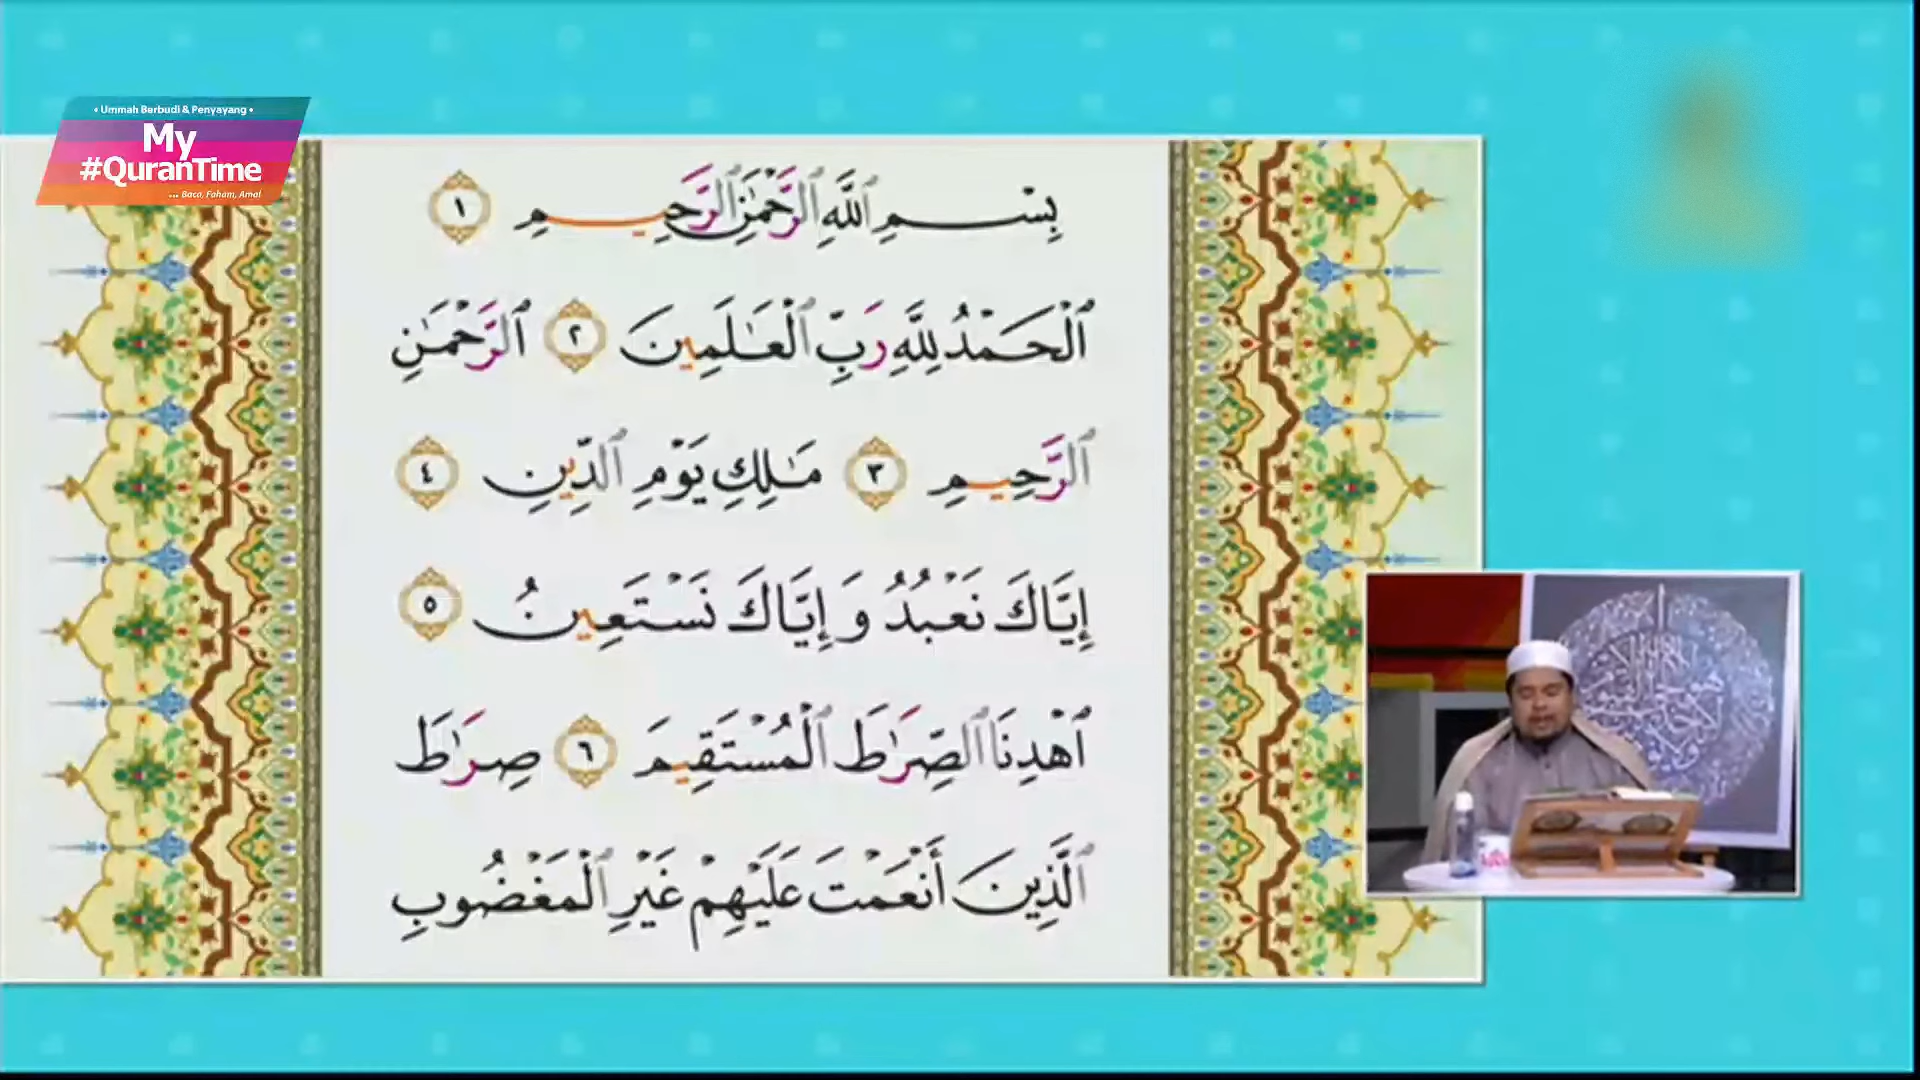 • Ummah Berbudi & Penyayang •
My
#QuranTime
... Baca, Faham, Amal
بِسْمِ ٱللَّهِ ٱلرَّحْمَٰنِ ٱلرَّحِيمِ ١
ٱلْحَمْدُ لِلَّهِ رَبِّ ٱلْعَٰلَمِينَ ٢ ٱلرَّحْمَٰنِ
ٱلرَّحِيمِ ٣ مَٰلِكِ يَوْمِ ٱلدِّينِ ٤
إِيَّاكَ نَعْبُدُ وَإِيَّاكَ نَسْتَعِينُ ٥
ٱهْدِنَا ٱلصِّرَٰطَ ٱلْمُسْتَقِيمَ ٦ صِرَٰطَ
ٱلَّذِينَ أَنْعَمْتَ عَلَيْهِمْ غَيْرِ ٱلْمَغْضُوبِ